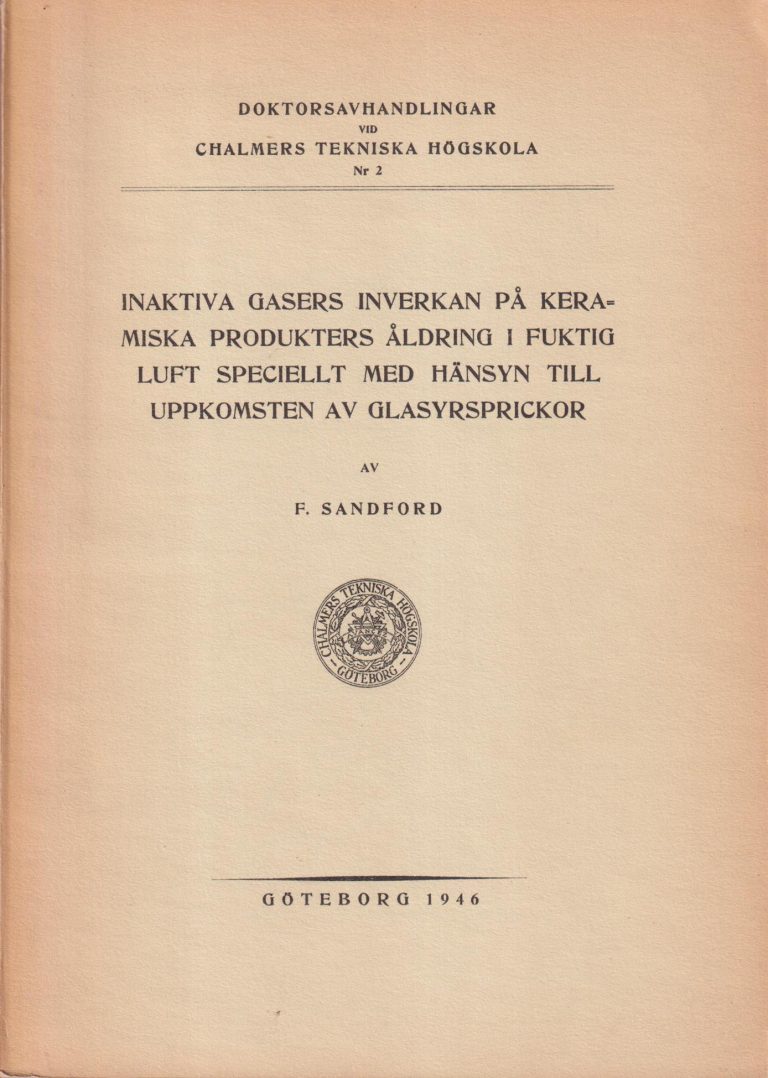 DOKTORSAVHANDLINGAR
VID
CHALMERS TEKNISKA HÖGSKOLA
Nr 2
INAKTIVA GASERS INVERKAN PÅ KERA=
MISKA PRODUKTERS ÅLDRING I FUKTIG
LUFT SPECIELLT MED HÄNSYN TILL
UPPKOMSTEN AV GLASYRSPRICKOR
AV
F. SANDFORD
CHALMERS TEKNISKA HÖGSKOLA
— GÖTEBORG —
GÖTEBORG 1946